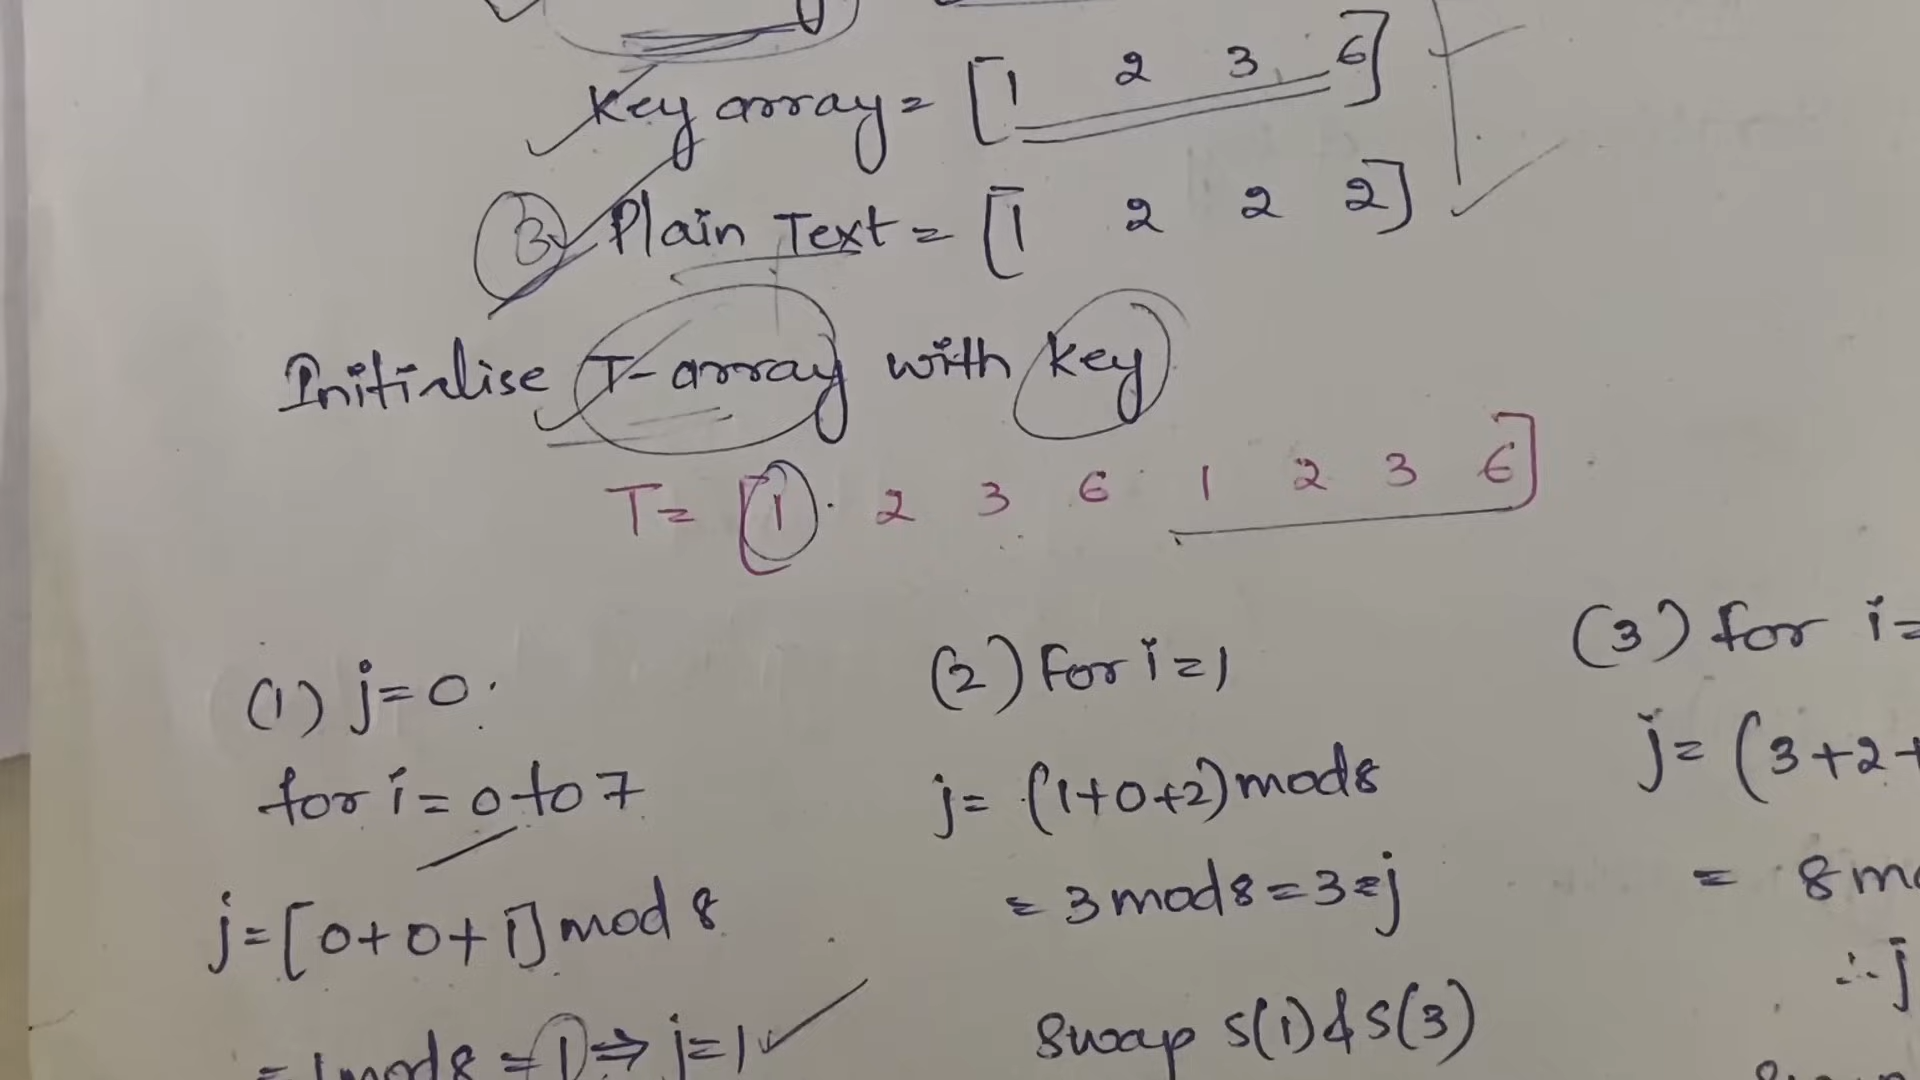 Key array = [1 2 3 6]
3 Plain Text = [1 2 2 2]
Initialise T-array with key
T = [1 2 3 6 1 2 3 6]
(1) j=0
for i = 0 to 7
j = [0+0+1] mod 8
= 1 mod 8 = 1 ⇒ j=1
(2) For i = 1
j = (1+0+2) mod 8
= 3 mod 8 = 3 = j
Swap S(1) & S(3)
(3) for i =
j = (3+2+
= 8 mo
∴ j